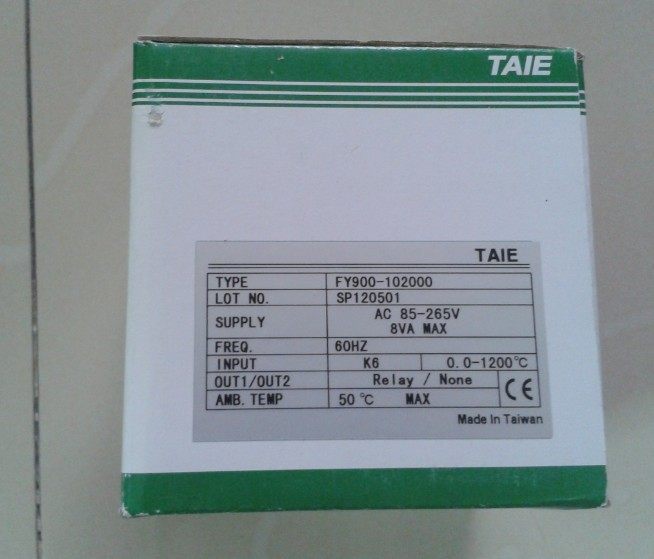 TAIE
TAIE
TYPE FY900-102000
LOT NO. SP120501
SUPPLY AC 85-265V
8VA MAX
FREQ. 60HZ
INPUT K6 0.0-1200℃
OUT1/OUT2 Relay / None
AMB. TEMP 50℃ MAX CE
Made In Taiwan